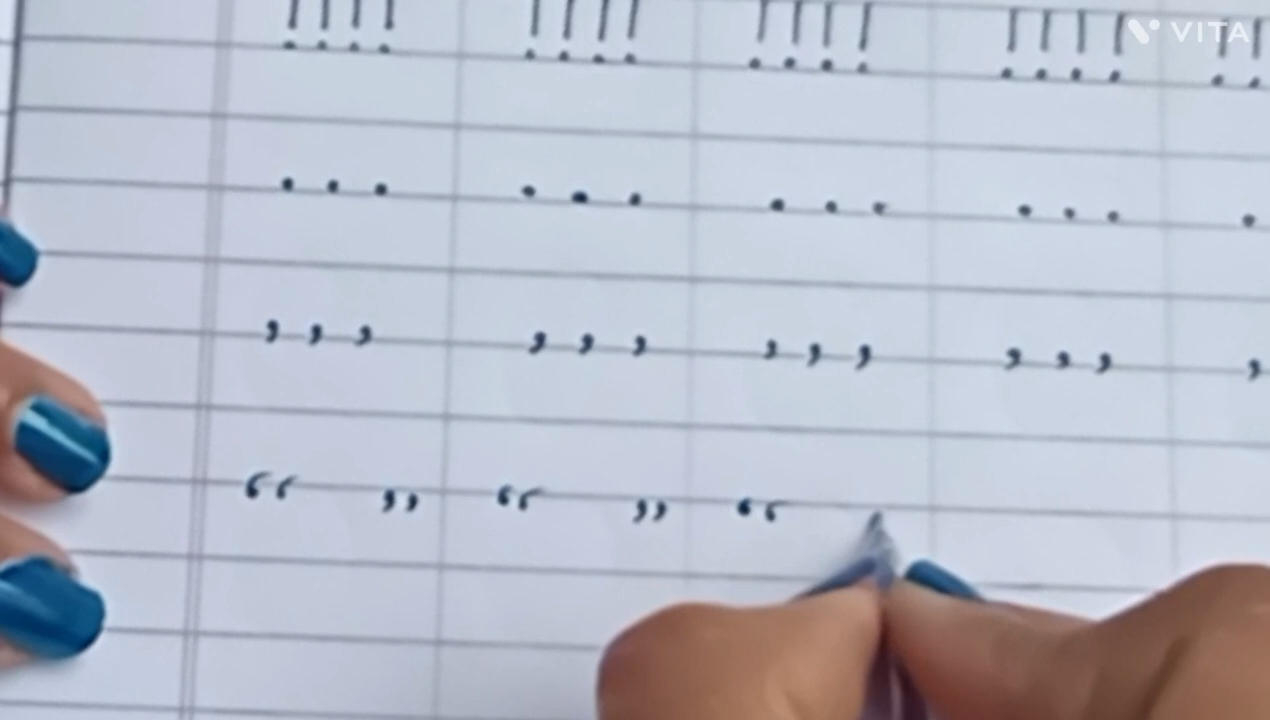 VITA
! ! ! ! ! ! ! ! ! ! ! ! ! ! ! ! ! !
. . . . . . . . . . . . .
, , , , , , , , , , , , ,
“ ” “ ” “